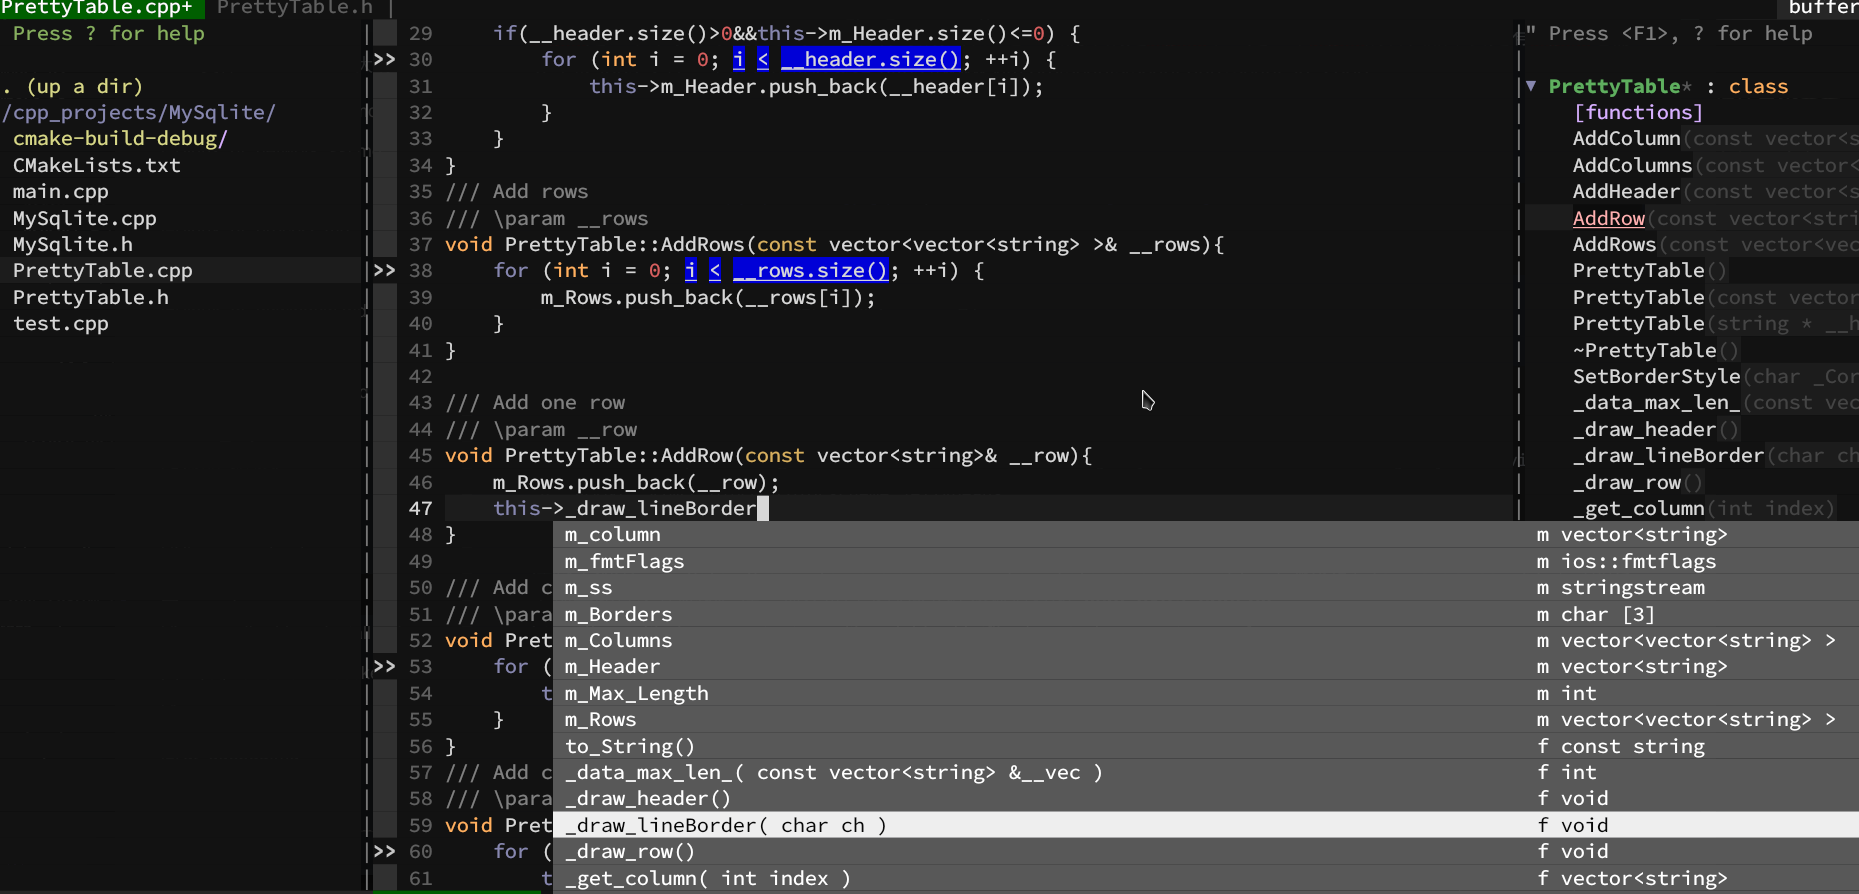 PrettyTable.cpp+ PrettyTable.h | buffer
Press ? for help
. (up a dir)
/cpp_projects/MySqlite/
cmake-build-debug/
CMakeLists.txt
main.cpp
MySqlite.cpp
MySqlite.h
PrettyTable.cpp
PrettyTable.h
test.cpp
29     if(__header.size()>0&&this->m_Header.size()<=0) {
>> 30         for (int i = 0; i < __header.size(); ++i) {
31             this->m_Header.push_back(__header[i]);
32         }
33     }
34 }
35 /// Add rows
36 /// \param __rows
37 void PrettyTable::AddRows(const vector<vector<string> >& __rows){
>> 38     for (int i = 0; i < __rows.size(); ++i) {
39         m_Rows.push_back(__rows[i]);
40     }
41 }
42
43 /// Add one row
44 /// \param __row
45 void PrettyTable::AddRow(const vector<string>& __row){
46     m_Rows.push_back(__row);
47     this->_draw_lineBorder
48 }
49
50 /// Add c
51 /// \para
52 void Pret
>> 53     for (
54         t
55     }
56 }
57 /// Add c
58 /// \para
59 void Pret
>> 60     for (
61         t
m_column m vector<string>
m_fmtFlags m ios::fmtflags
m_ss m stringstream
m_Borders m char [3]
m_Columns m vector<vector<string> >
m_Header m vector<string>
m_Max_Length m int
m_Rows m vector<vector<string> >
to_String() f const string
_data_max_len_( const vector<string> &__vec ) f int
_draw_header() f void
_draw_lineBorder( char ch ) f void
_draw_row() f void
_get_column( int index ) f vector<string>
" Press <F1>, ? for help
▼ PrettyTable* : class
[functions]
AddColumn(const vector<s
AddColumns(const vector<
AddHeader(const vector<s
AddRow(const vector<stri
AddRows(const vector<vec
PrettyTable()
PrettyTable(const vector
PrettyTable(string * __h
~PrettyTable()
SetBorderStyle(char _Cor
_data_max_len_(const vec
_draw_header()
_draw_lineBorder(char ch
_draw_row()
_get_column(int index)